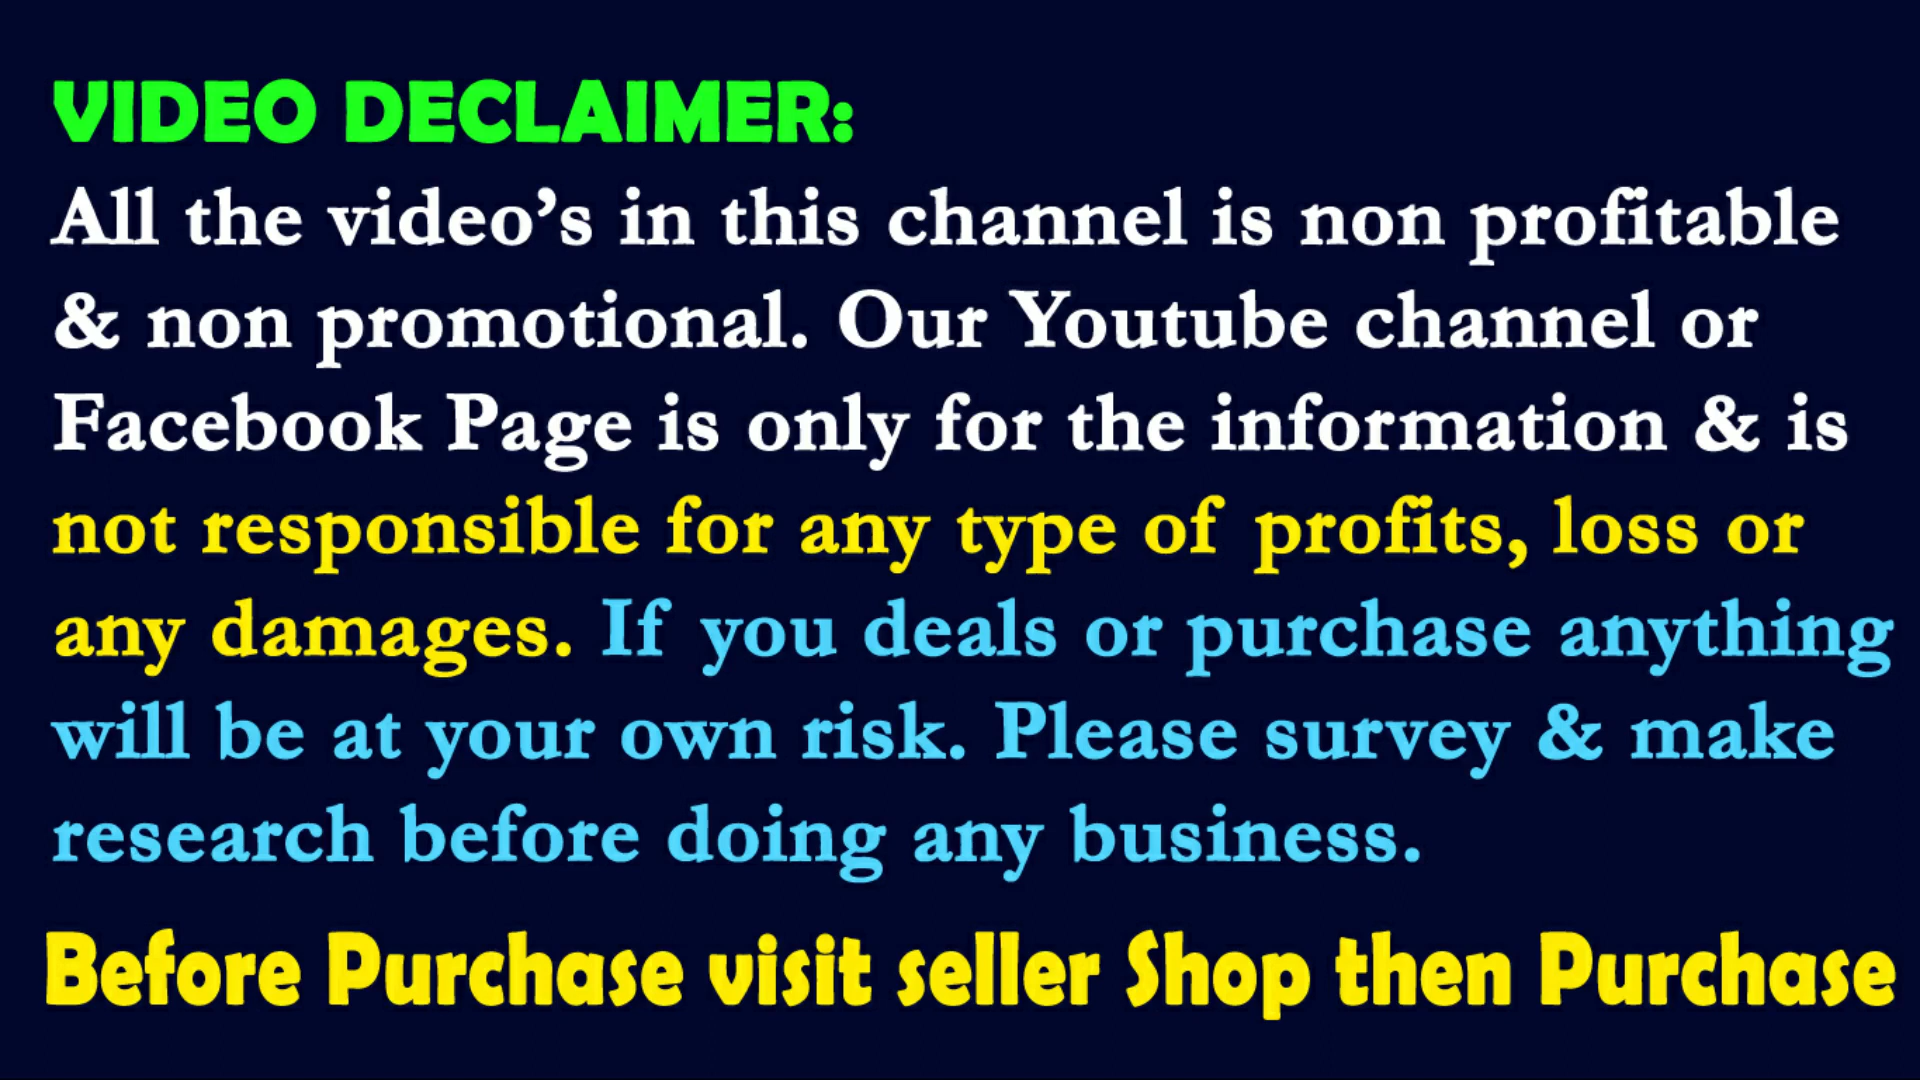 VIDEO DECLAIMER:
All the video’s in this channel is non profitable
& non promotional. Our Youtube channel or
Facebook Page is only for the information & is
not responsible for any type of profits, loss or
any damages. If you deals or purchase anything
will be at your own risk. Please survey & make
research before doing any business.
Before Purchase visit seller Shop then Purchase